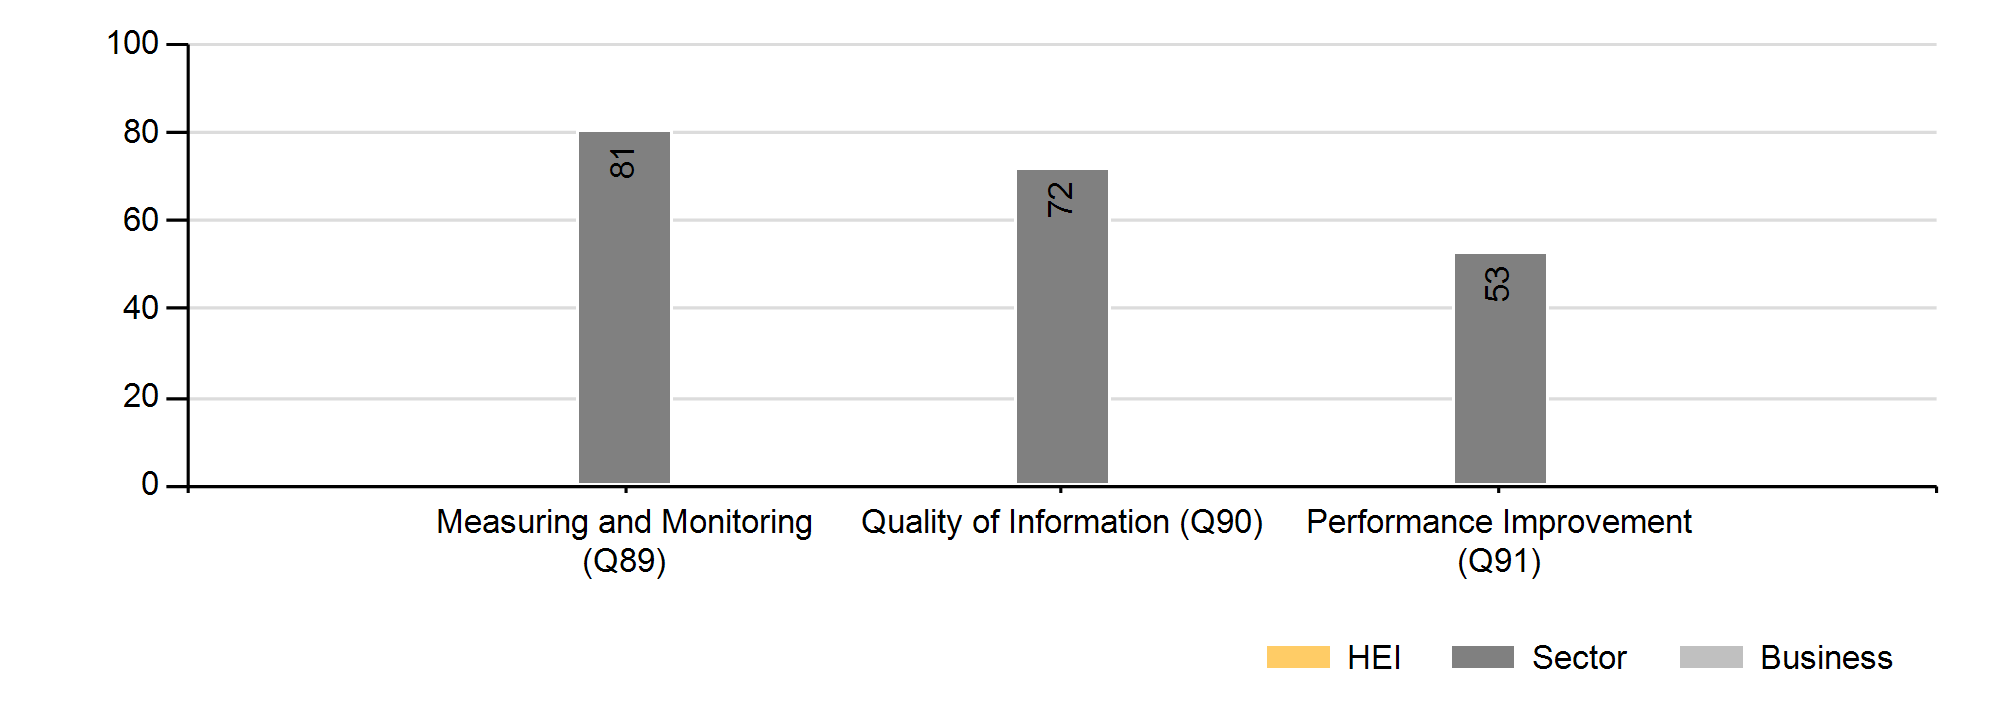 100
80
60
40
20
0
81
72
53
Measuring and Monitoring
(Q89)
Quality of Information (Q90)
Performance Improvement
(Q91)
HEI
Sector
Business